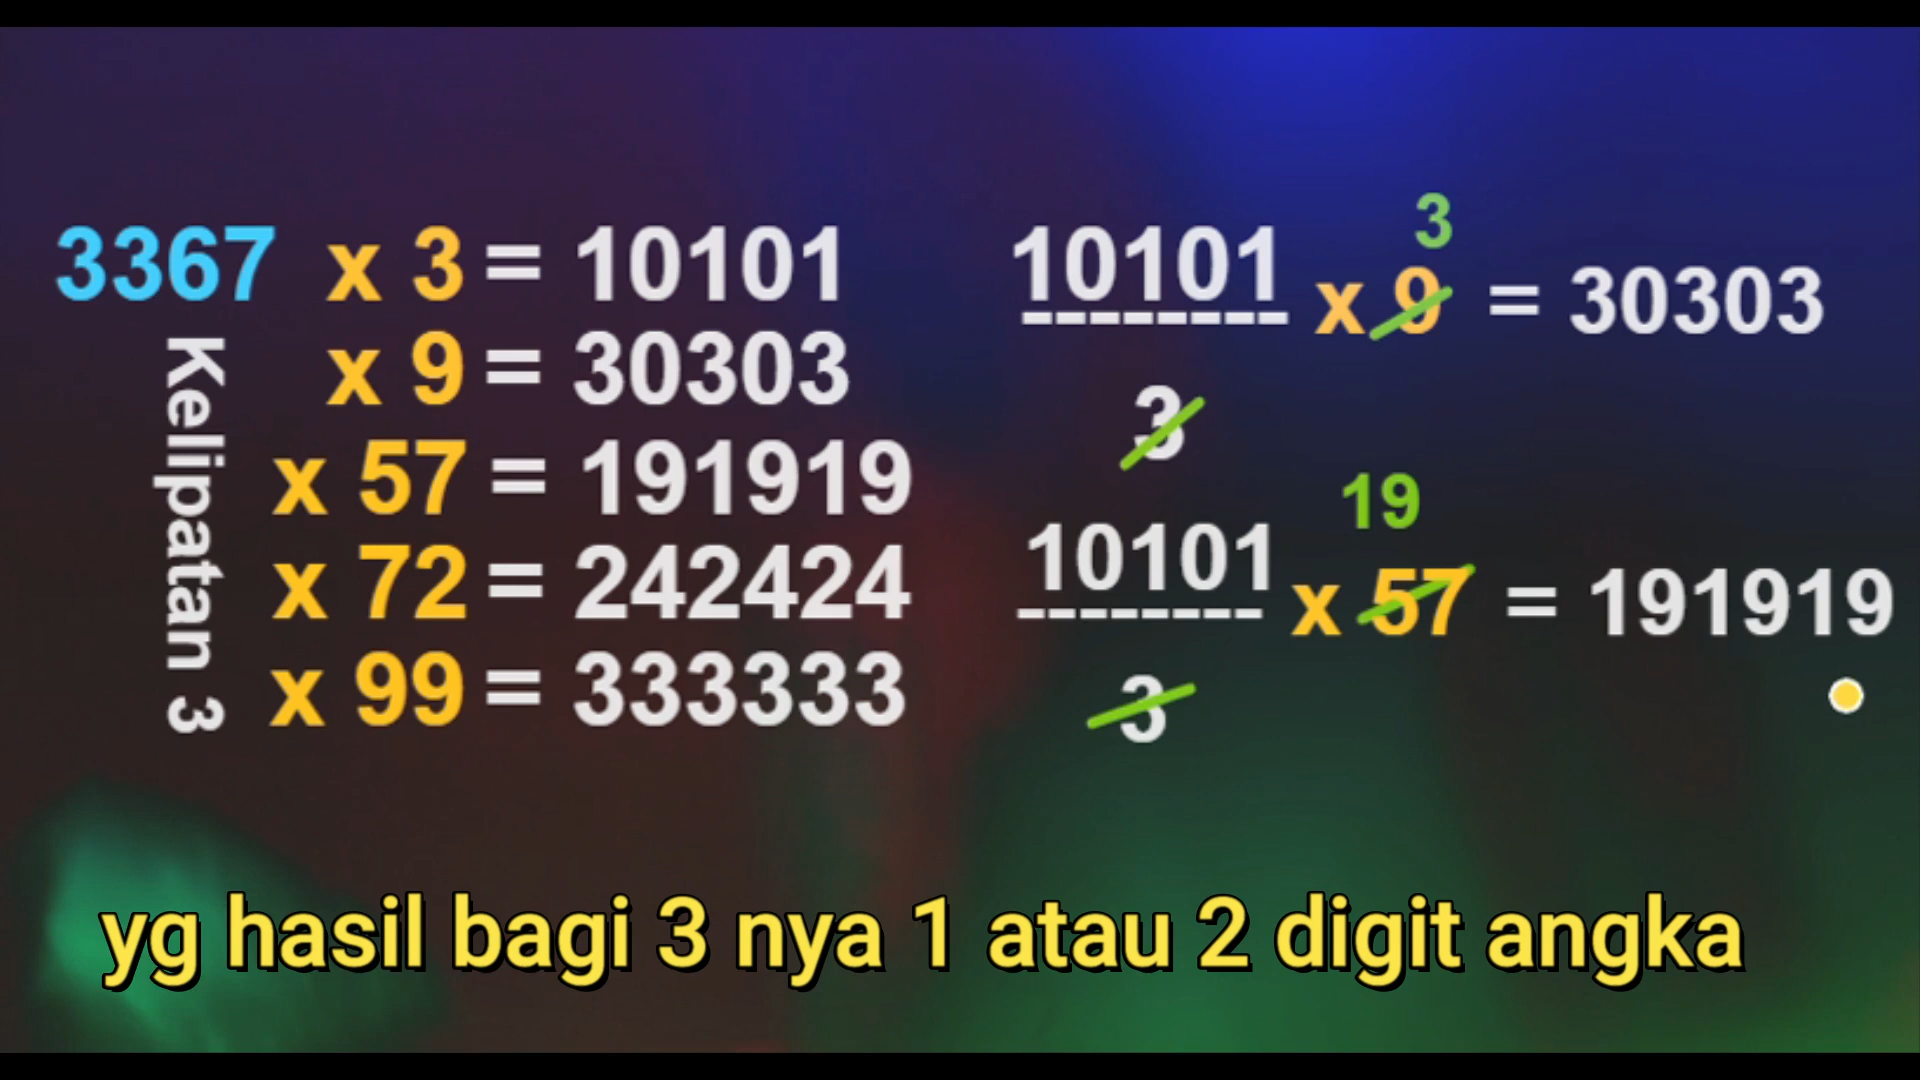 3367 x 3 = 10101
x 9 = 30303
x 57 = 191919
x 72 = 242424
x 99 = 333333
Kelipatan 3
3
10101
--------
x 9 = 30303
3
19
10101
--------
x 57 = 191919
3
yg hasil bagi 3 nya 1 atau 2 digit angka